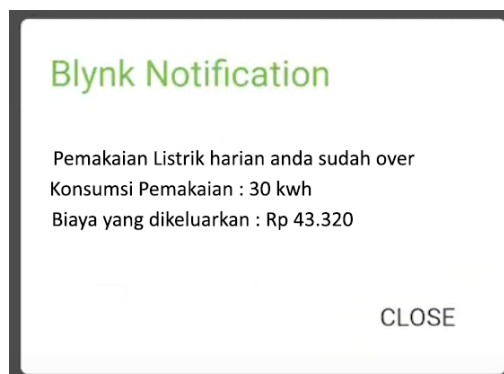 Blynk Notification
Pemakaian Listrik harian anda sudah over
Konsumsi Pemakaian : 30 kwh
Biaya yang dikeluarkan : Rp 43.320
CLOSE